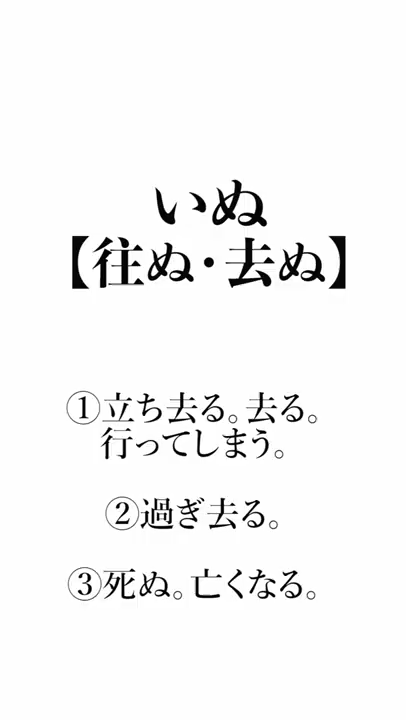 いぬ
【往ぬ・去ぬ】
①立ち去る。去る。
行ってしまう。
②過ぎ去る。
③死ぬ。亡くなる。